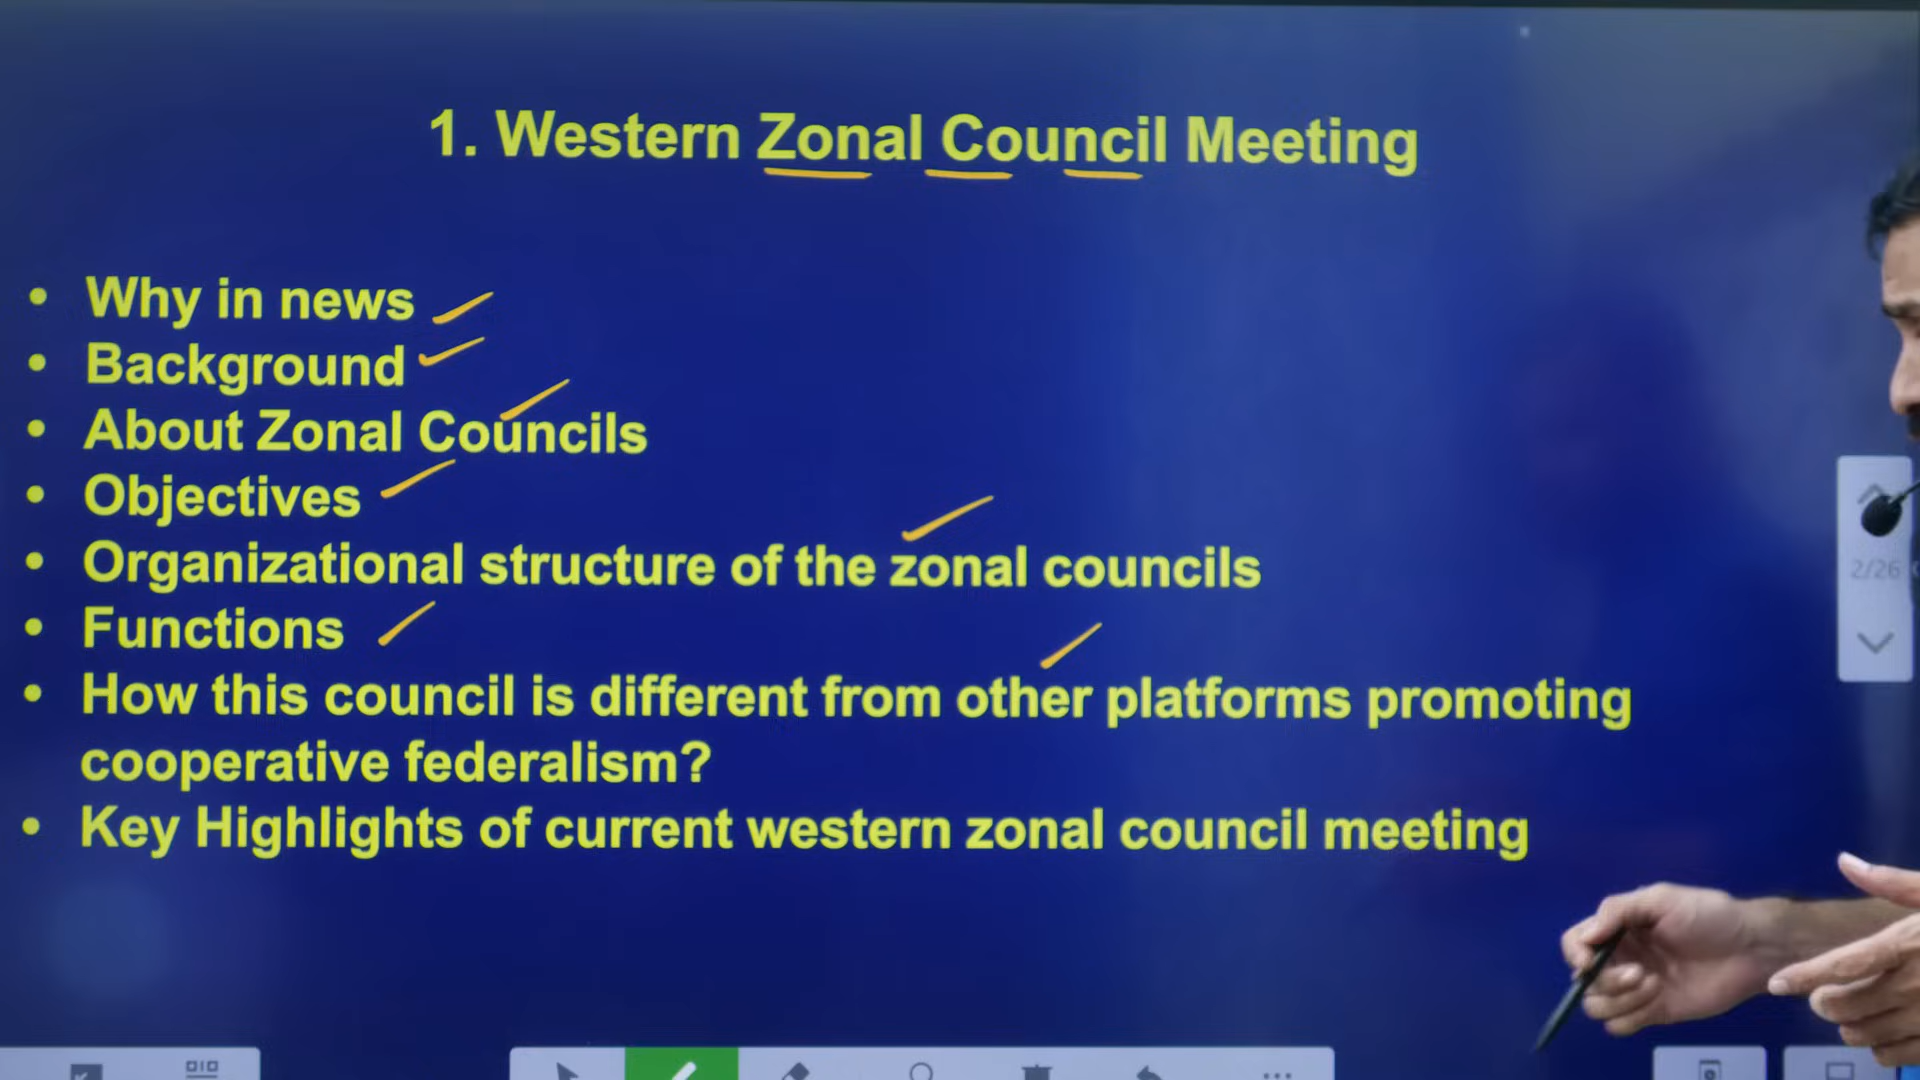 1. Western Zonal Council Meeting
• Why in news
• Background
• About Zonal Councils
• Objectives
• Organizational structure of the zonal councils
• Functions
• How this council is different from other platforms promoting
cooperative federalism?
• Key Highlights of current western zonal council meeting
2/26